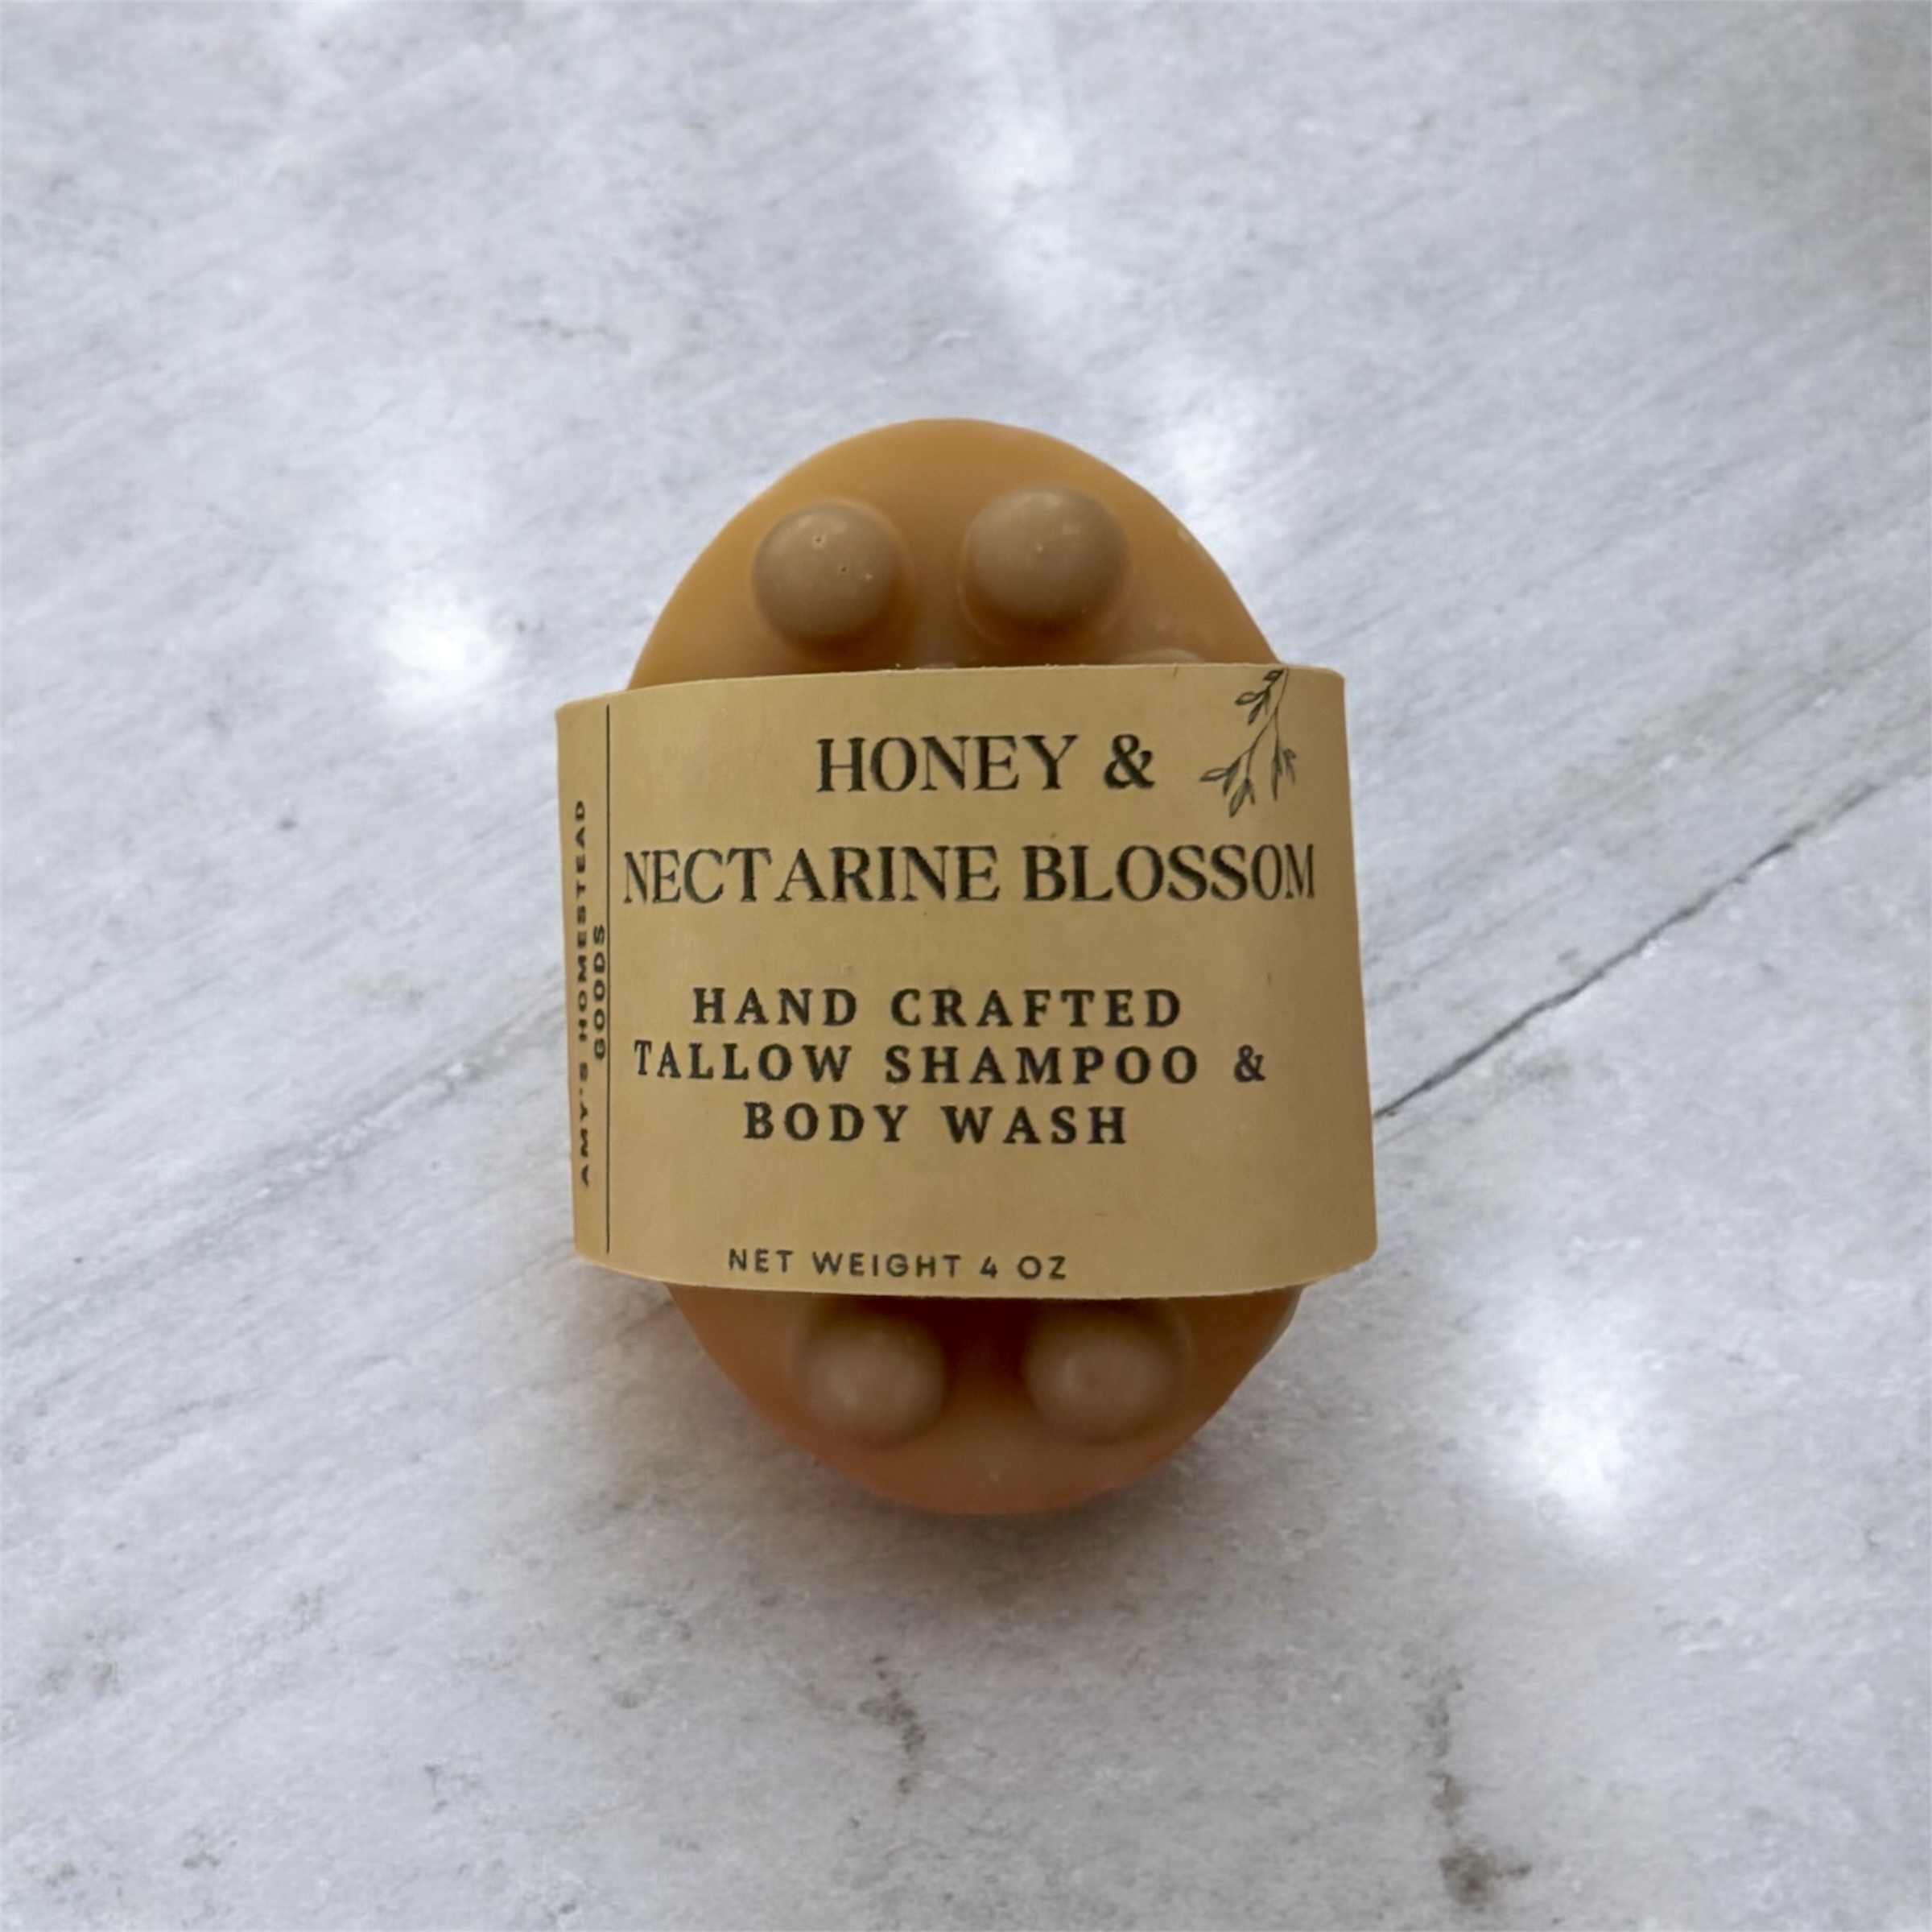 HONEY &
NECTARINE BLOSSOM
HAND CRAFTED
TALLOW SHAMPOO &
BODY WASH
NET WEIGHT 4 OZ
AMY'S HOMESTEAD
GOODS